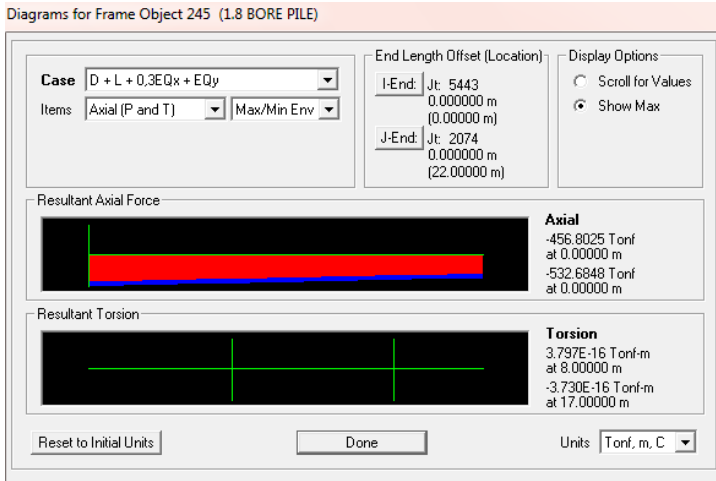 Diagrams for Frame Object 245 (1.8 BORE PILE)
Case D + L + 0,3EQx + EQy
Items Axial (P and T) Max/Min Env
End Length Offset (Location)
I-End: Jt: 5443
0.000000 m
(0.00000 m)
J-End: Jt: 2074
0.000000 m
(22.00000 m)
Display Options
Scroll for Values
Show Max
Resultant Axial Force
Axial
-456.8025 Tonf
at 0.00000 m
-532.6848 Tonf
at 0.00000 m
Resultant Torsion
Torsion
3.797E-16 Tonf-m
at 8.00000 m
-3.730E-16 Tonf-m
at 17.00000 m
Reset to Initial Units Done Units Tonf, m, C